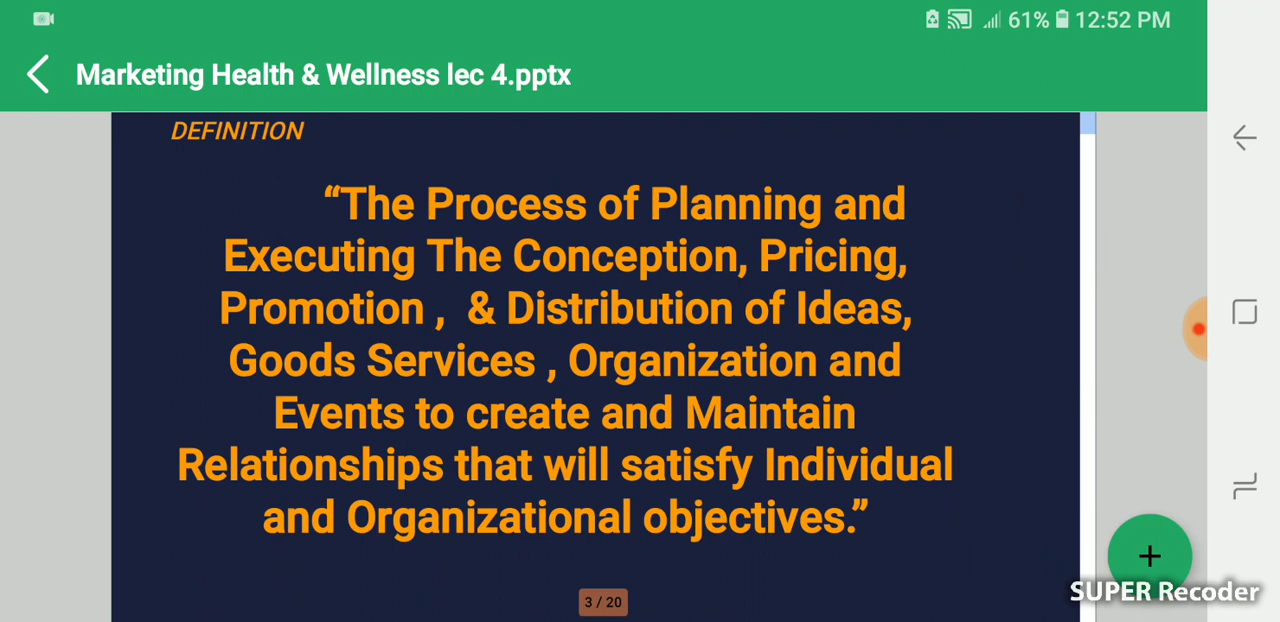 61% 12:52 PM
Marketing Health & Wellness lec 4.pptx
DEFINITION
“The Process of Planning and
Executing The Conception, Pricing,
Promotion , & Distribution of Ideas,
Goods Services , Organization and
Events to create and Maintain
Relationships that will satisfy Individual
and Organizational objectives.”
3 / 20
+
SUPER Recoder